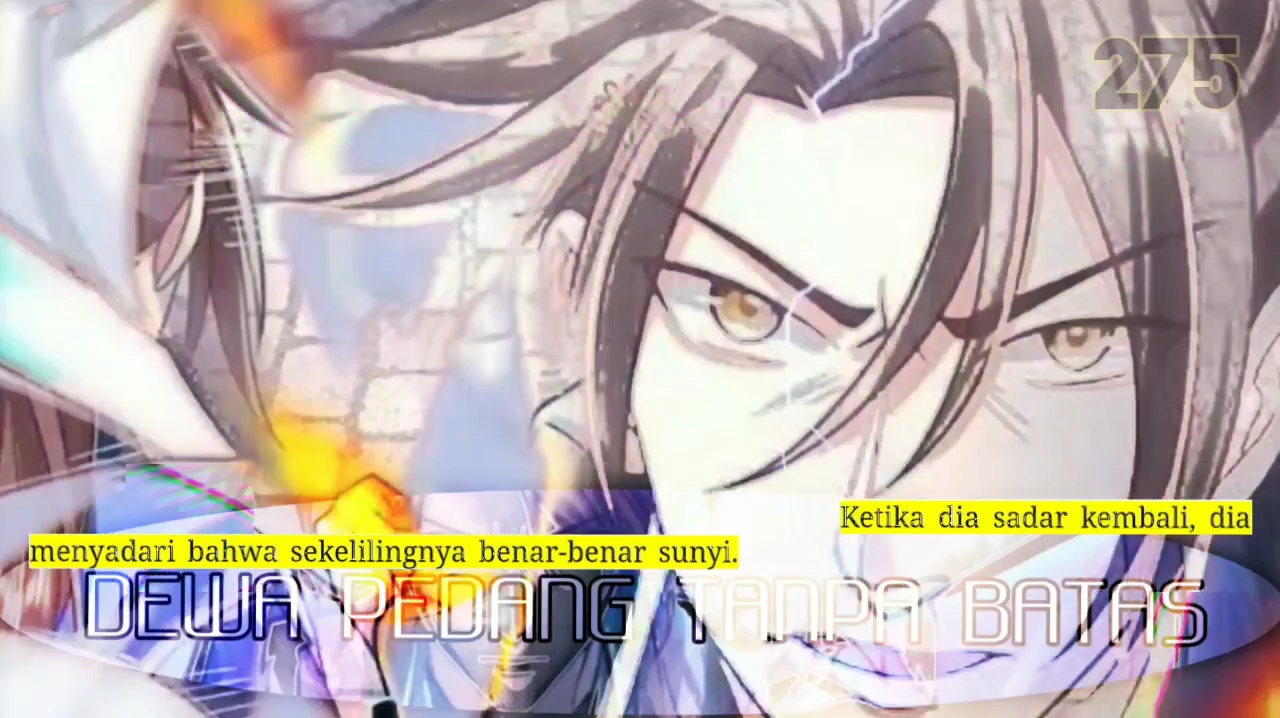 275
Ketika dia sadar kembali, dia
menyadari bahwa sekelilingnya benar-benar sunyi.
DEWA PEDANG TANPA BATAS